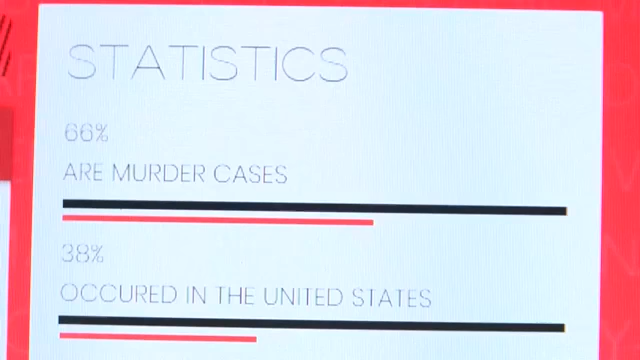 STATISTICS
66%
ARE MURDER CASES
38%
OCCURED IN THE UNITED STATES